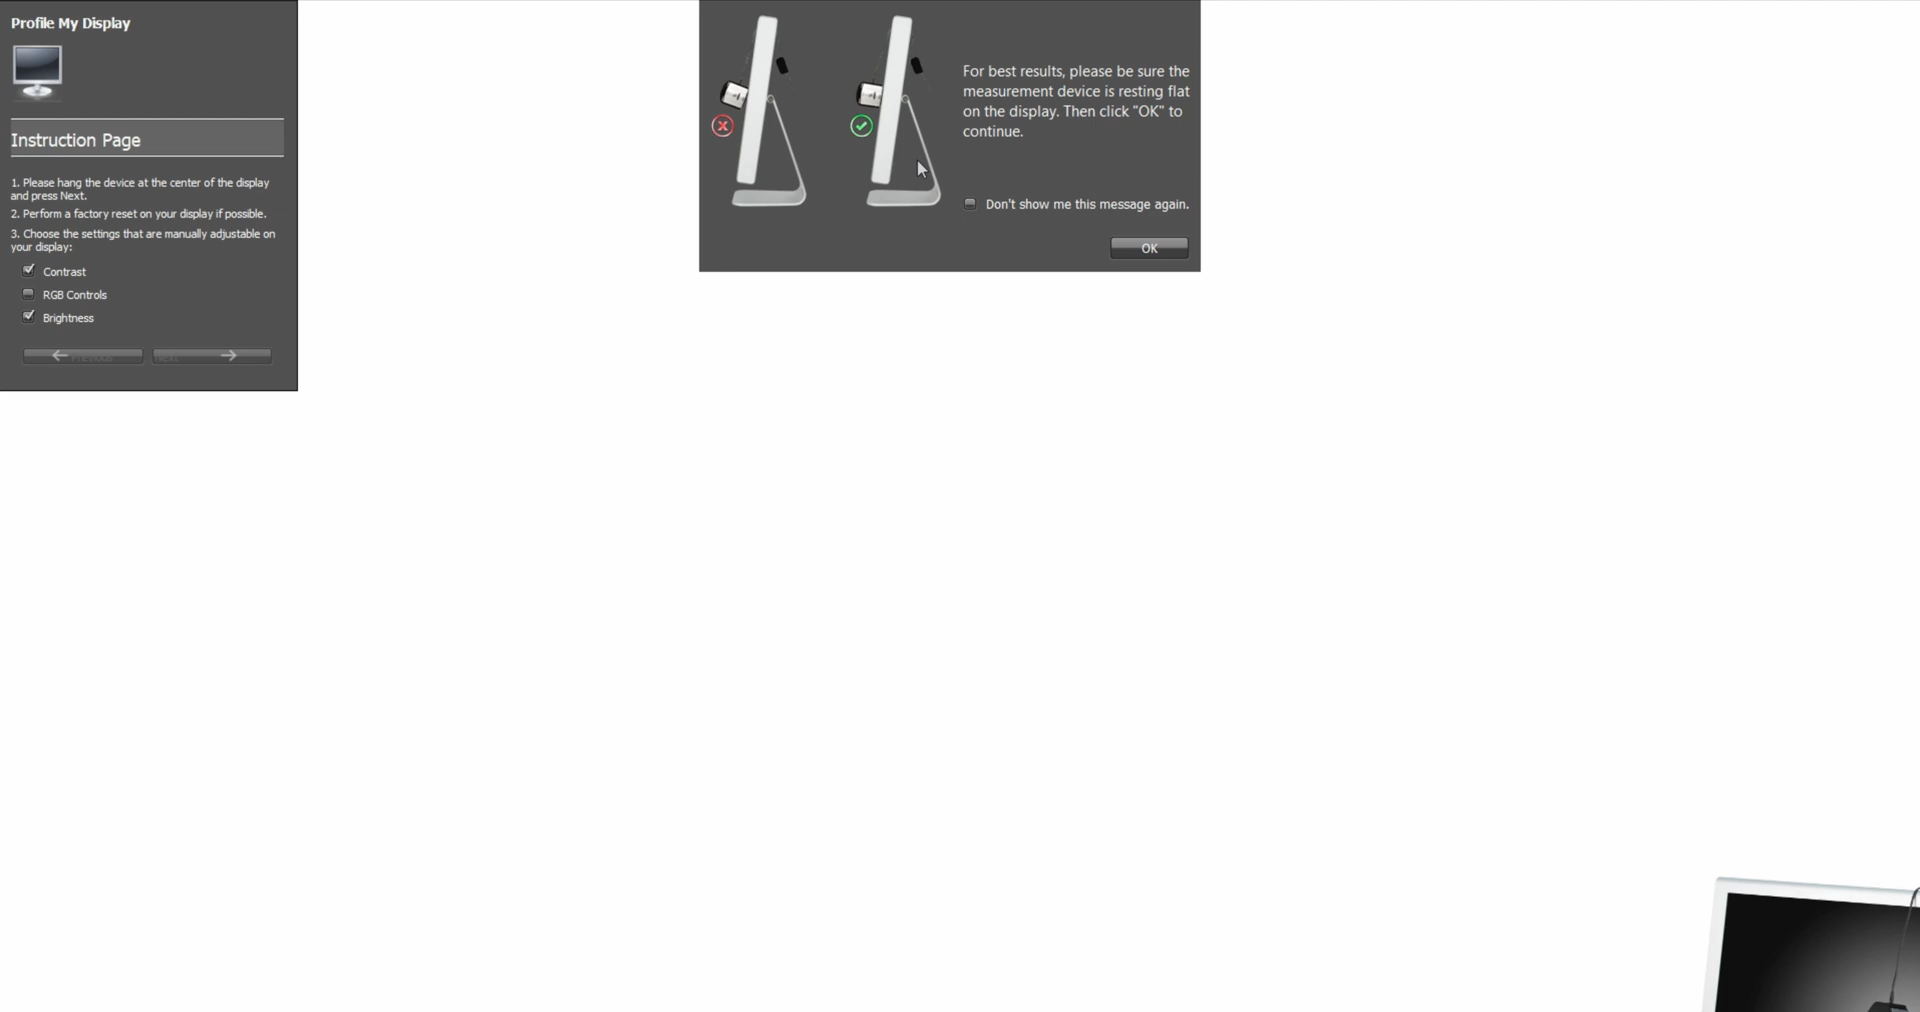 Profile My Display
Instruction Page
1. Please hang the device at the center of the display
and press Next.
2. Perform a factory reset on your display if possible.
3. Choose the settings that are manually adjustable on
your display:
Contrast
RGB Controls
Brightness
Previous
Next
For best results, please be sure the
measurement device is resting flat
on the display. Then click "OK" to
continue.
Don't show me this message again.
OK